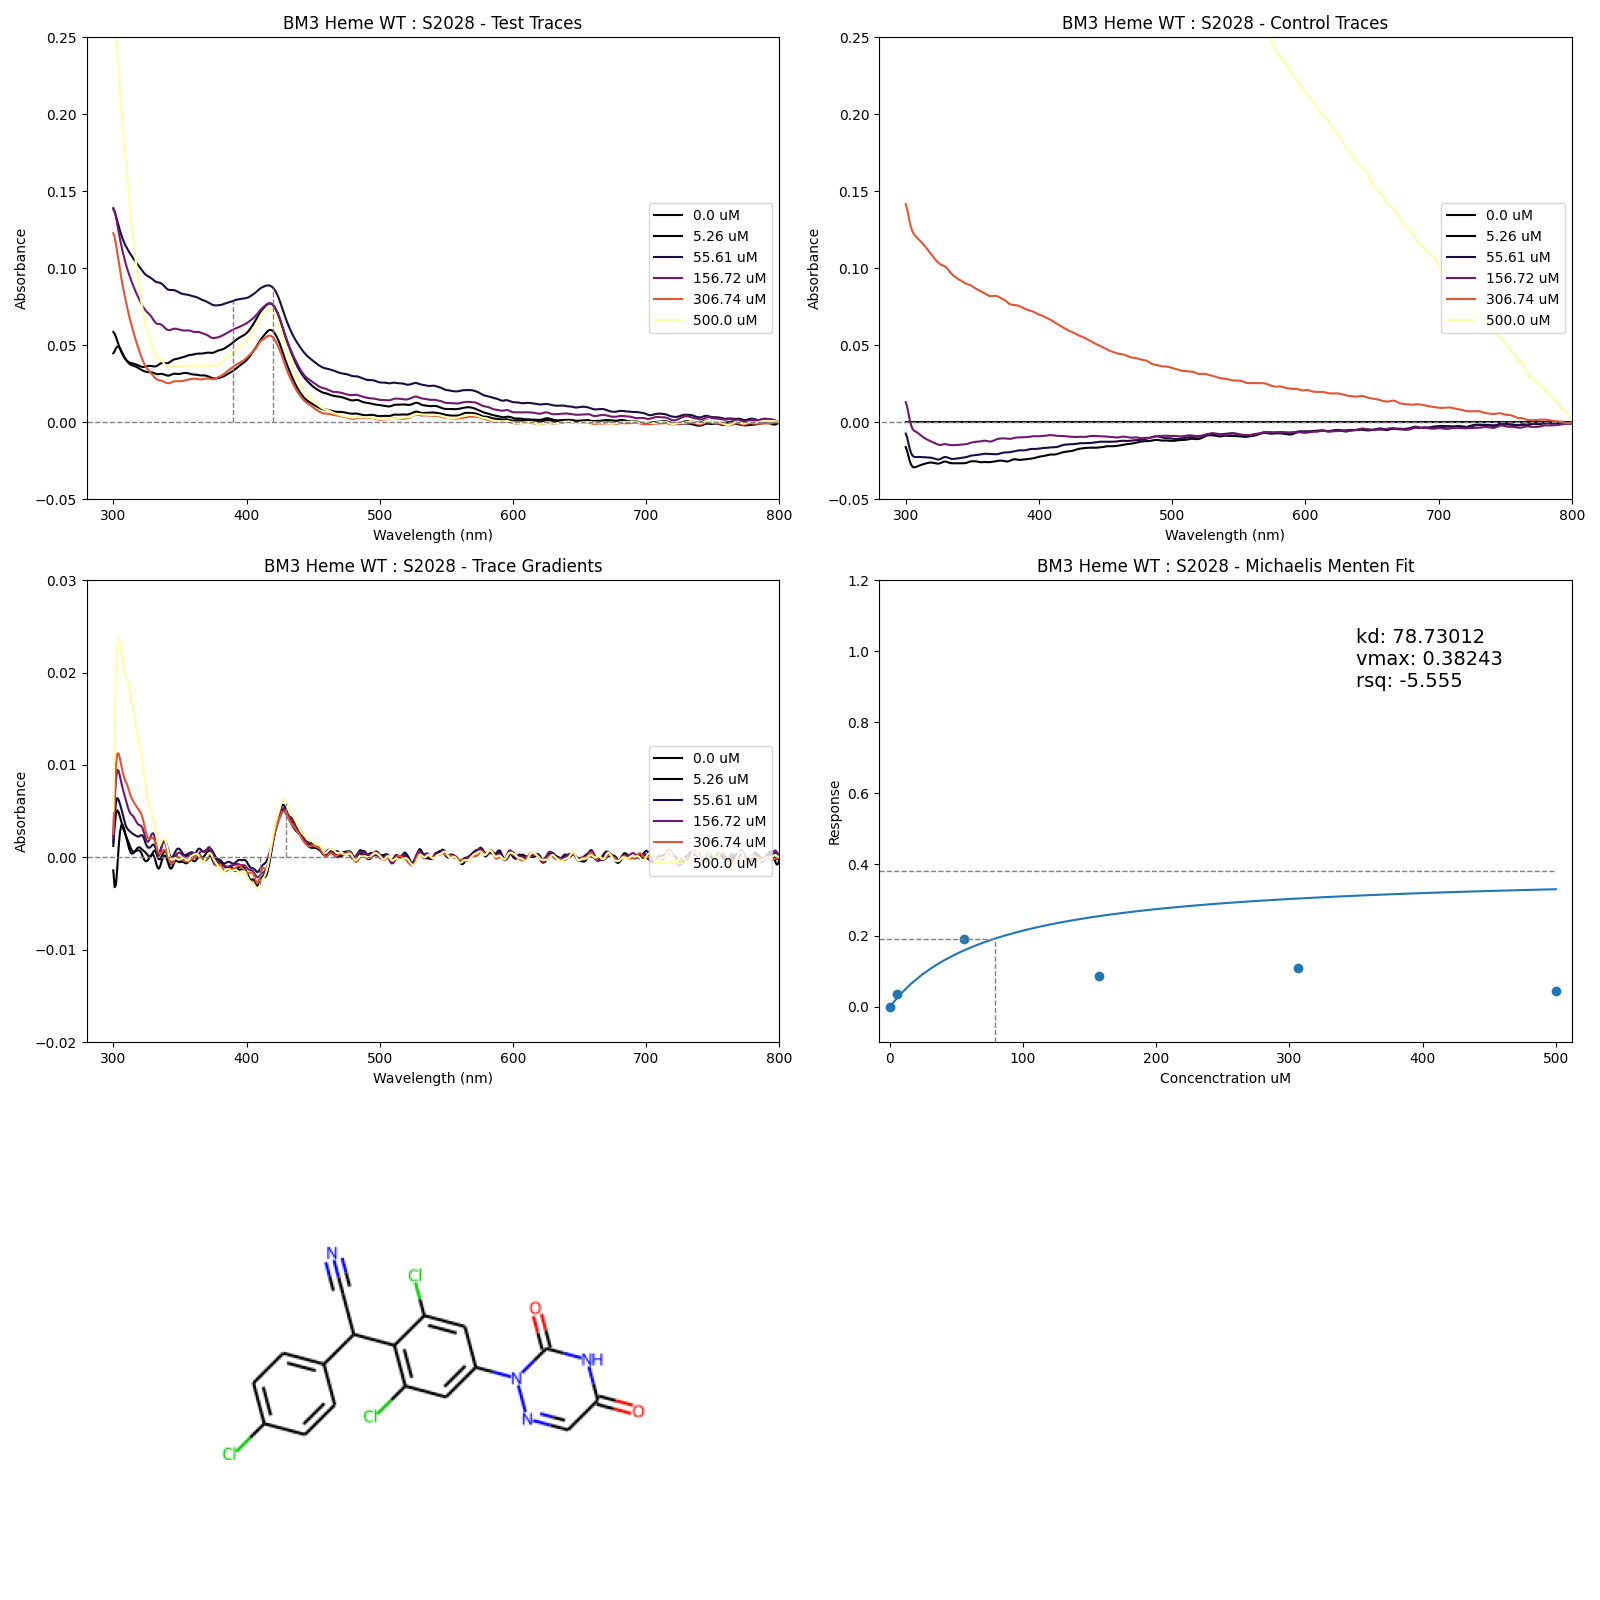 BM3 Heme WT : S2028 - Test Traces
Absorbance
0.25
0.20
0.15
0.10
0.05
0.00
−0.05
300 400 500 600 700 800
Wavelength (nm)
0.0 uM
5.26 uM
55.61 uM
156.72 uM
306.74 uM
500.0 uM
BM3 Heme WT : S2028 - Control Traces
Absorbance
0.25
0.20
0.15
0.10
0.05
0.00
−0.05
300 400 500 600 700 800
Wavelength (nm)
0.0 uM
5.26 uM
55.61 uM
156.72 uM
306.74 uM
500.0 uM
BM3 Heme WT : S2028 - Trace Gradients
Absorbance
0.03
0.02
0.01
0.00
−0.01
−0.02
300 400 500 600 700 800
Wavelength (nm)
0.0 uM
5.26 uM
55.61 uM
156.72 uM
306.74 uM
500.0 uM
BM3 Heme WT : S2028 - Michaelis Menten Fit
Response
1.2
1.0
0.8
0.6
0.4
0.2
0.0
0 100 200 300 400 500
Concenctration uM
kd: 78.73012
vmax: 0.38243
rsq: -5.555
N
Cl
O
NH
N
O
Cl
N
Cl